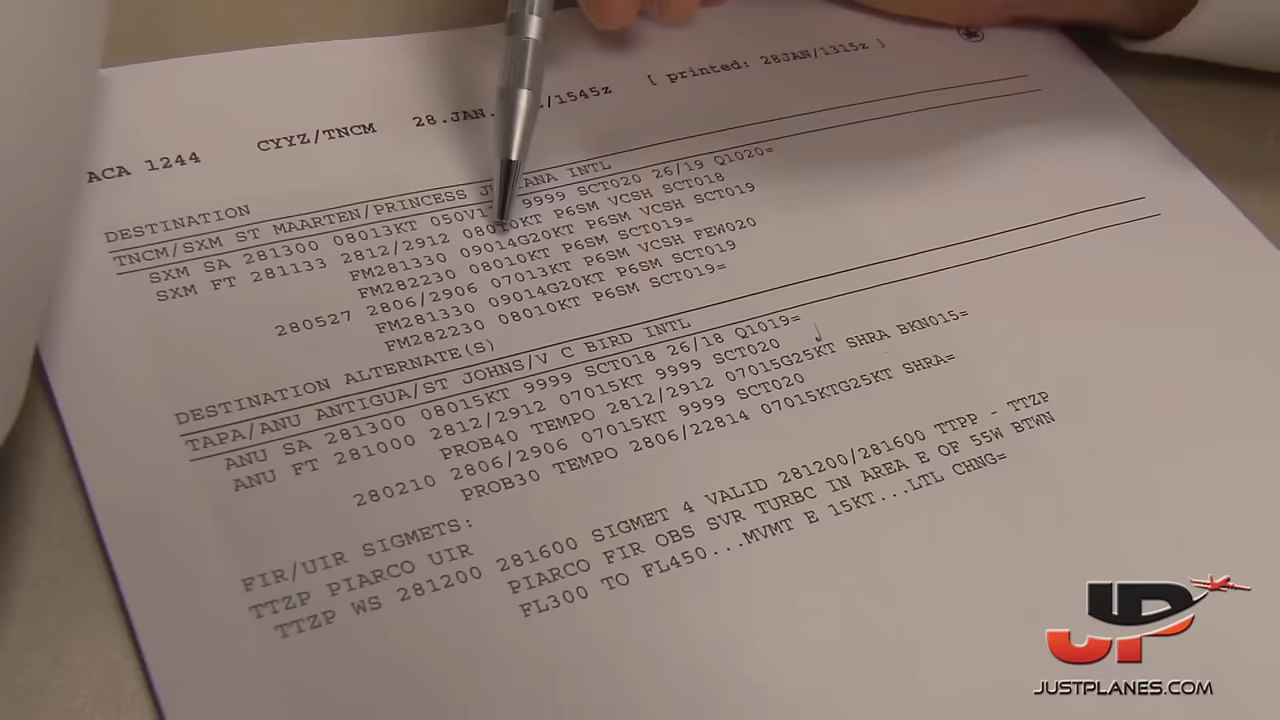 ACA 1244 CYYZ/TNCM 28.JAN. /1545z ( printed: 28JAN/1315z )
DESTINATION
TNCM/SXM ST MAARTEN/PRINCESS INTL
SXM SA 281300 08013KT 9999 SCT020 26/19 Q1020=
SXM FT 281133 2812/2912 08010KT P6SM VCSH SCT018
FM281330 09014G20KT P6SM VCSH SCT019
FM282230 08010KT P6SM SCT019=
280527 2806/2906 07013KT P6SM VCSH FEW020
FM281330 09014G20KT P6SM SCT019
FM282230 08010KT P6SM SCT019=
DESTINATION ALTERNATE(S)
TAPA/ANU ANTIGUA/ST JOHNS/V C BIRD INTL
ANU SA 281300 08015KT 9999 SCT018 26/18 Q1019=
ANU FT 281000 2812/2912 07015KT 9999 SCT020
PROB40 TEMPO 2812/2912 07015G25KT SHRA BKN015=
280210 2806/2906 07015KT 9999 SCT020
PROB30 TEMPO 2806/22814 07015KTG25KT SHRA=
FIR/UIR SIGMETS:
TTZP PIARCO UIR
TTZP WS 281200 281600 SIGMET 4 VALID 281200/281600 TTPP - TTZP
PIARCO FIR OBS SVR TURBC IN AREA E OF 55W BTWN
FL300 TO FL450...MVMT E 15KT...LTL CHNG=
JP
JUSTPLANES.COM